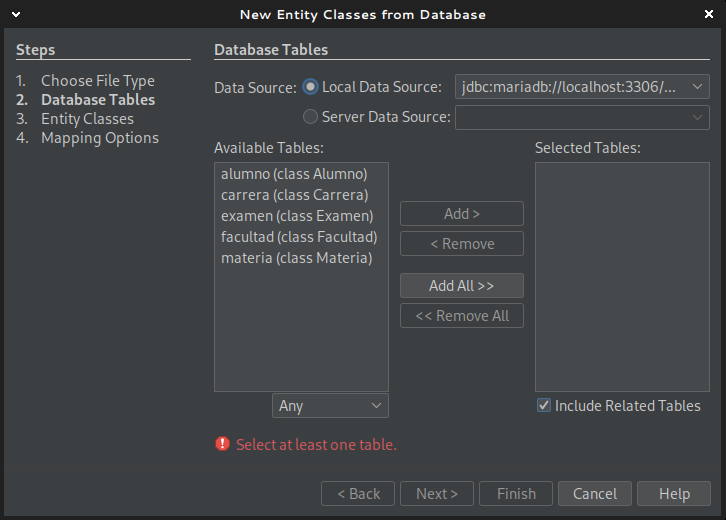 New Entity Classes from Database
Steps
1. Choose File Type
2. Database Tables
3. Entity Classes
4. Mapping Options
Database Tables
Data Source: Local Data Source: jdbc:mariadb://localhost:3306/...
Server Data Source:
Available Tables:
alumno (class Alumno)
carrera (class Carrera)
examen (class Examen)
facultad (class Facultad)
materia (class Materia)
Any
Add >
< Remove
Add All >>
<< Remove All
Selected Tables:
Include Related Tables
Select at least one table.
< Back Next > Finish Cancel Help